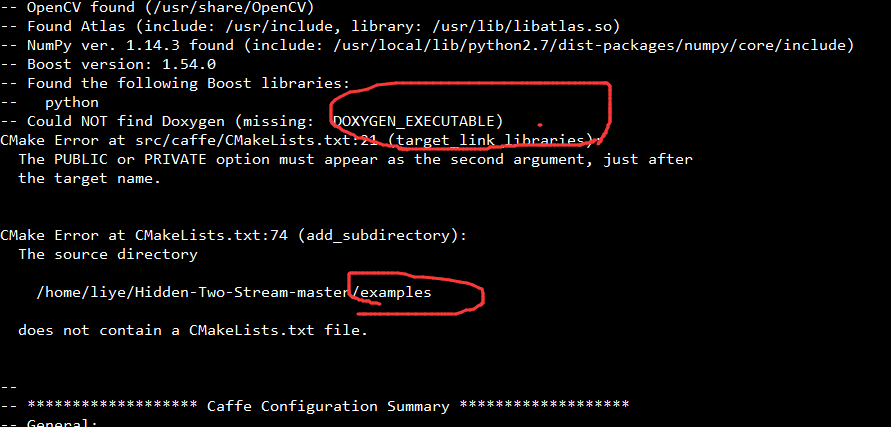 -- OpenCV found (/usr/share/OpenCV)
-- Found Atlas (include: /usr/include, library: /usr/lib/libatlas.so)
-- NumPy ver. 1.14.3 found (include: /usr/local/lib/python2.7/dist-packages/numpy/core/include)
-- Boost version: 1.54.0
-- Found the following Boost libraries:
--   python
-- Could NOT find Doxygen (missing:  DOXYGEN_EXECUTABLE)
CMake Error at src/caffe/CMakeLists.txt:21 (target_link_libraries):
  The PUBLIC or PRIVATE option must appear as the second argument, just after
  the target name.
CMake Error at CMakeLists.txt:74 (add_subdirectory):
  The source directory
    /home/liye/Hidden-Two-Stream-master/examples
  does not contain a CMakeLists.txt file.
--
-- ******************* Caffe Configuration Summary *******************
-- General: